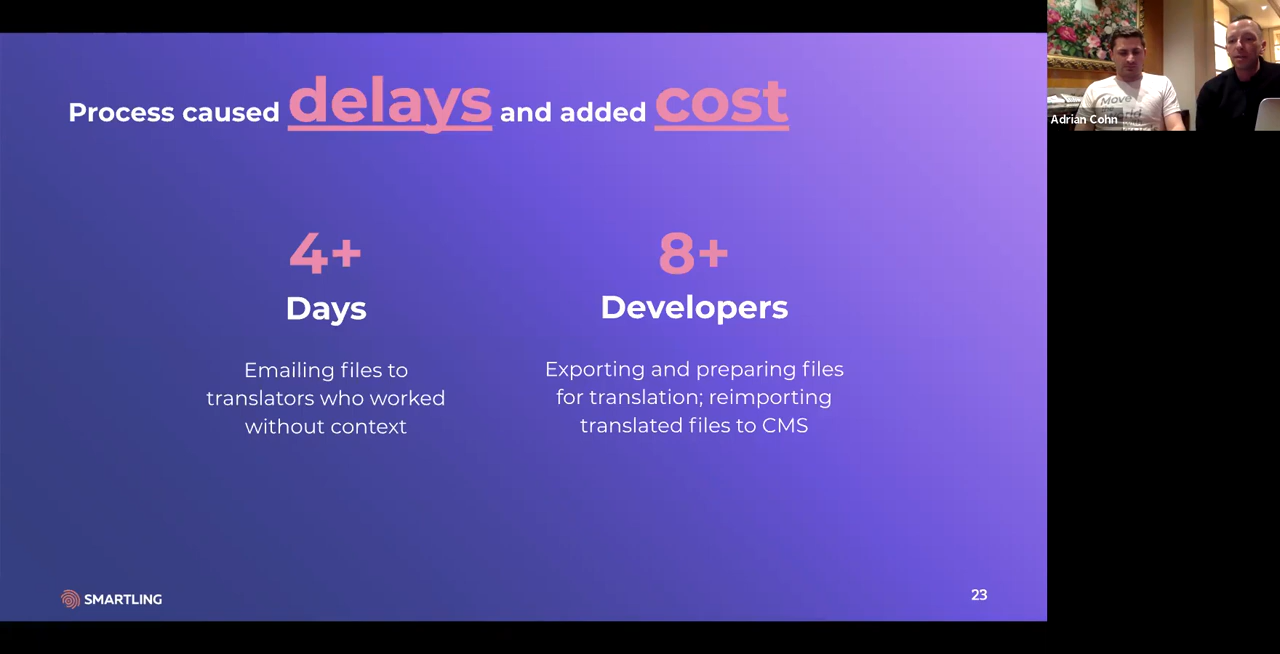 Process caused delays and added cost
4+
Days
Emailing files to
translators who worked
without context
8+
Developers
Exporting and preparing files
for translation; reimporting
translated files to CMS
SMARTLING
23
Move
Adrian Cohn